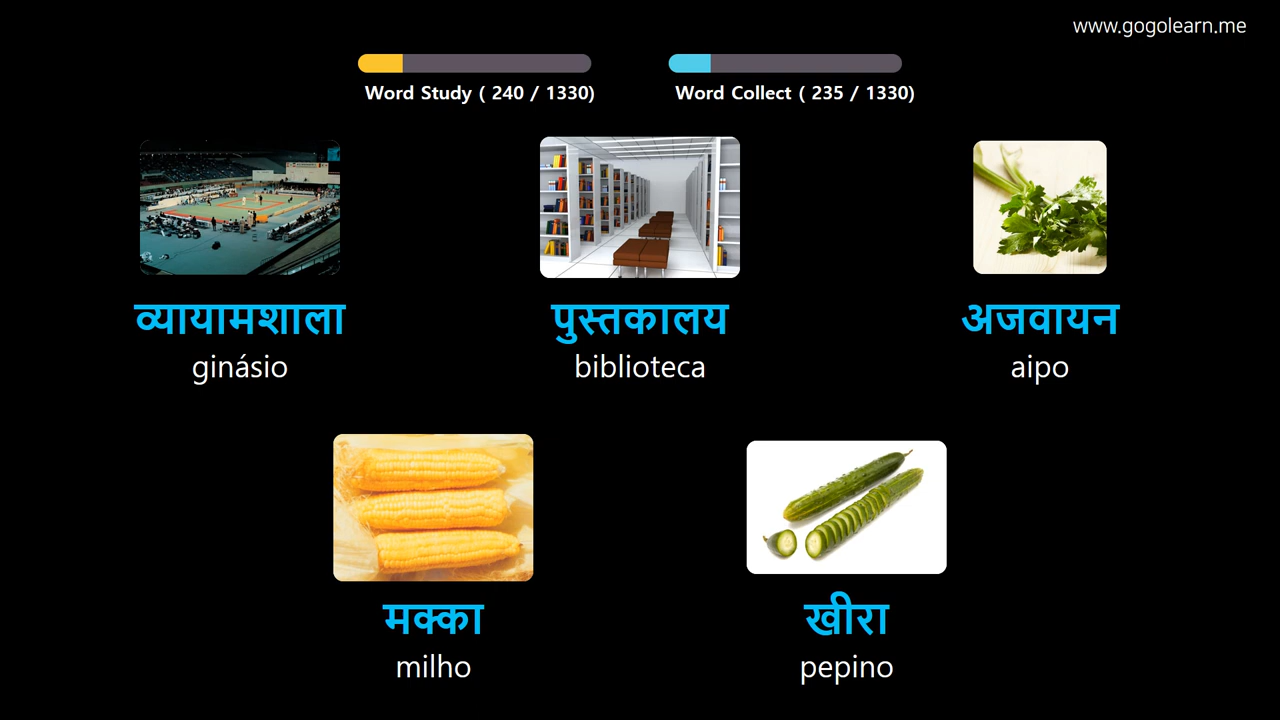 www.gogolearn.me
Word Study ( 240 / 1330)
Word Collect ( 235 / 1330)
व्यायामशाला
ginásio
पुस्तकालय
biblioteca
अजवायन
aipo
मक्का
milho
खीरा
pepino